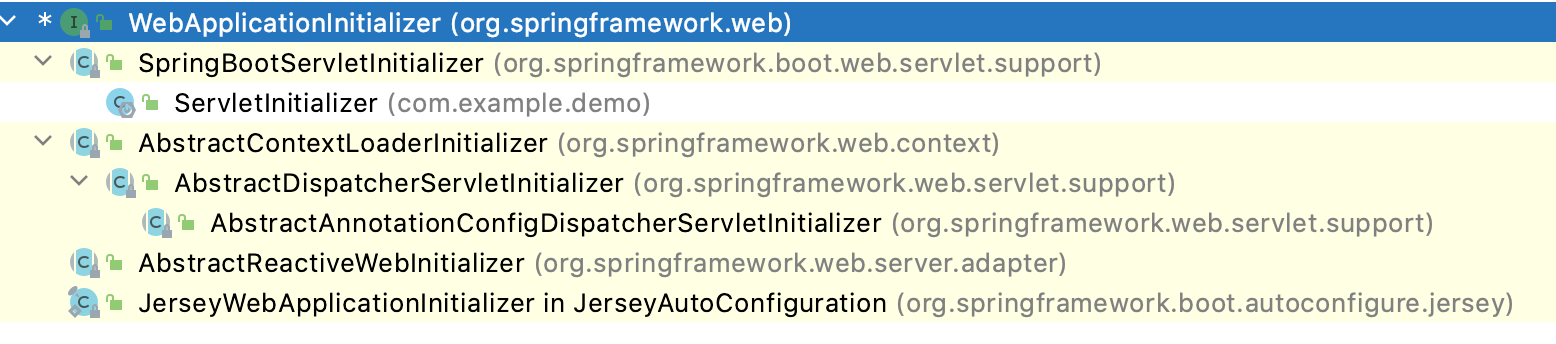 * I WebApplicationInitializer (org.springframework.web)
C SpringBootServletInitializer (org.springframework.boot.web.servlet.support)
C ServletInitializer (com.example.demo)
C AbstractContextLoaderInitializer (org.springframework.web.context)
C AbstractDispatcherServletInitializer (org.springframework.web.servlet.support)
C AbstractAnnotationConfigDispatcherServletInitializer (org.springframework.web.servlet.support)
C AbstractReactiveWebInitializer (org.springframework.web.server.adapter)
C JerseyWebApplicationInitializer in JerseyAutoConfiguration (org.springframework.boot.autoconfigure.jersey)